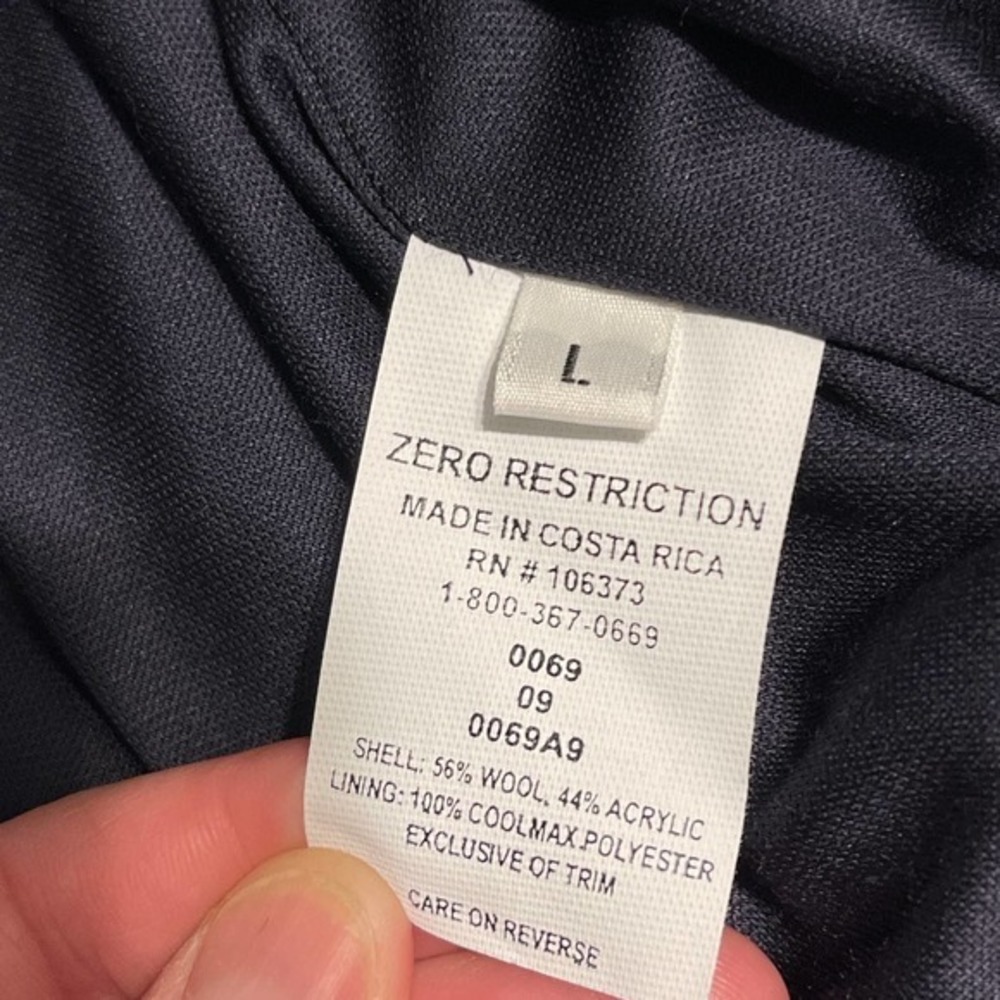 L
ZERO RESTRICTION
MADE IN COSTA RICA
RN # 106373
1-800-367-0669
0069
09
0069A9
SHELL: 56% WOOL, 44% ACRYLIC
LINING: 100% COOLMAX POLYESTER
EXCLUSIVE OF TRIM
CARE ON REVERSE